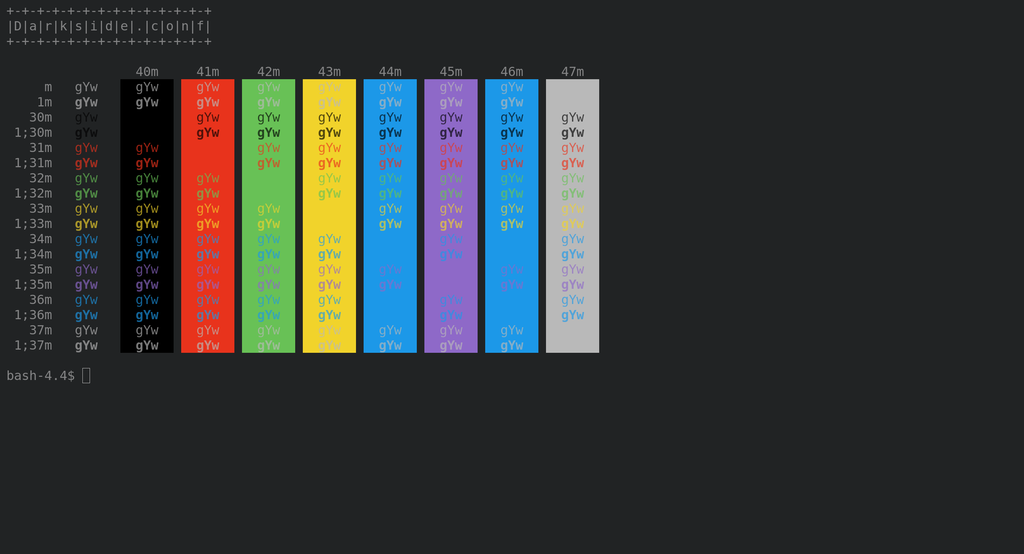 +-+-+-+-+-+-+-+-+-+-+-+-+-+
|D|a|r|k|s|i|d|e|.|c|o|n|f|
+-+-+-+-+-+-+-+-+-+-+-+-+-+
40m 41m 42m 43m 44m 45m 46m 47m
m gYw gYw gYw gYw gYw gYw gYw gYw
1m gYw gYw gYw gYw gYw gYw gYw gYw
30m gYw gYw gYw gYw gYw gYw gYw gYw
1;30m gYw gYw gYw gYw gYw gYw gYw gYw
31m gYw gYw gYw gYw gYw gYw gYw gYw
1;31m gYw gYw gYw gYw gYw gYw gYw gYw
32m gYw gYw gYw gYw gYw gYw gYw gYw
1;32m gYw gYw gYw gYw gYw gYw gYw gYw
33m gYw gYw gYw gYw gYw gYw gYw gYw
1;33m gYw gYw gYw gYw gYw gYw gYw gYw
34m gYw gYw gYw gYw gYw gYw gYw
1;34m gYw gYw gYw gYw gYw gYw gYw
35m gYw gYw gYw gYw gYw gYw gYw gYw
1;35m gYw gYw gYw gYw gYw gYw gYw gYw
36m gYw gYw gYw gYw gYw gYw gYw
1;36m gYw gYw gYw gYw gYw gYw gYw
37m gYw gYw gYw gYw gYw gYw gYw gYw
1;37m gYw gYw gYw gYw gYw gYw gYw gYw
bash-4.4$